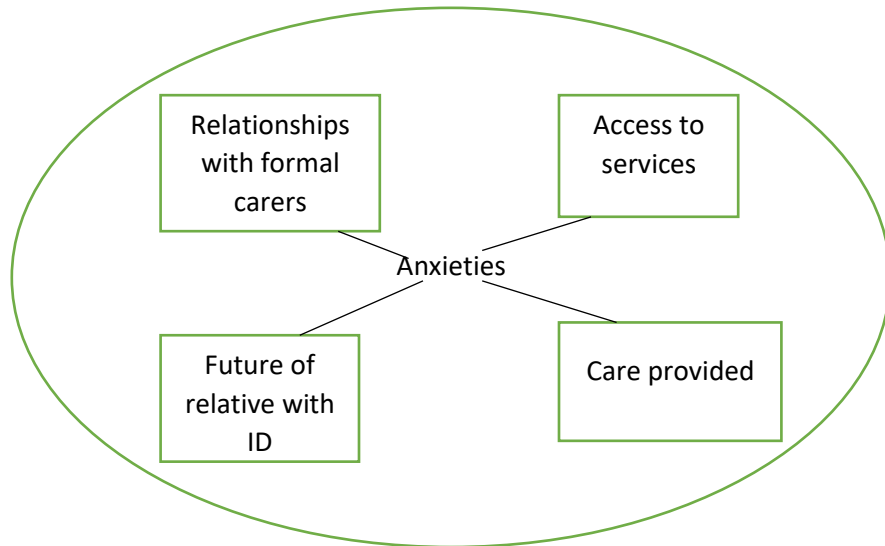 Relationships
with formal
carers
Access to
services
Anxieties
Future of
relative with
ID
Care provided